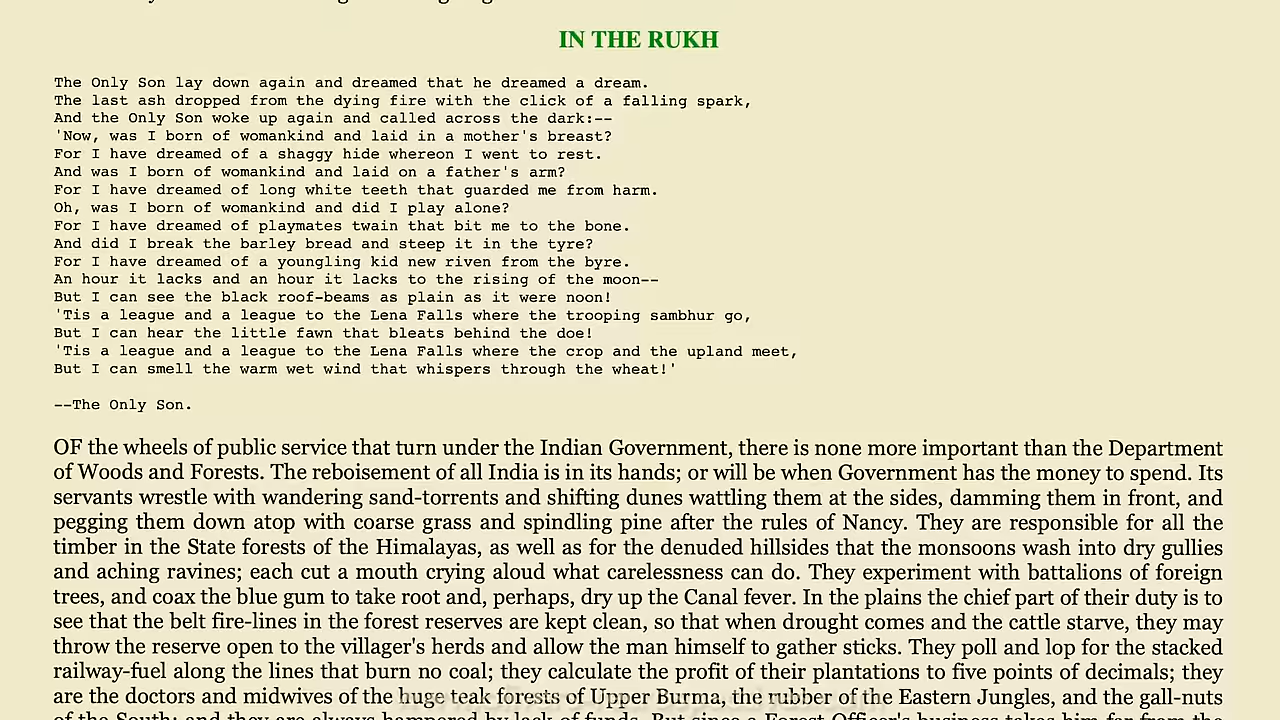 IN THE RUKH
The Only Son lay down again and dreamed that he dreamed a dream.
The last ash dropped from the dying fire with the click of a falling spark,
And the Only Son woke up again and called across the dark:--
'Now, was I born of womankind and laid in a mother's breast?
For I have dreamed of a shaggy hide whereon I went to rest.
And was I born of womankind and laid on a father's arm?
For I have dreamed of long white teeth that guarded me from harm.
Oh, was I born of womankind and did I play alone?
For I have dreamed of playmates twain that bit me to the bone.
And did I break the barley bread and steep it in the tyre?
For I have dreamed of a youngling kid new riven from the byre.
An hour it lacks and an hour it lacks to the rising of the moon--
But I can see the black roof-beams as plain as it were noon!
'Tis a league and a league to the Lena Falls where the trooping sambhur go,
But I can hear the little fawn that bleats behind the doe!
'Tis a league and a league to the Lena Falls where the crop and the upland meet,
But I can smell the warm wet wind that whispers through the wheat!'
--The Only Son.
OF the wheels of public service that turn under the Indian Government, there is none more important than the Department
of Woods and Forests. The reboisement of all India is in its hands; or will be when Government has the money to spend. Its
servants wrestle with wandering sand-torrents and shifting dunes wattling them at the sides, damming them in front, and
pegging them down atop with coarse grass and spindling pine after the rules of Nancy. They are responsible for all the
timber in the State forests of the Himalayas, as well as for the denuded hillsides that the monsoons wash into dry gullies
and aching ravines; each cut a mouth crying aloud what carelessness can do. They experiment with battalions of foreign
trees, and coax the blue gum to take root and, perhaps, dry up the Canal fever. In the plains the chief part of their duty is to
see that the belt fire-lines in the forest reserves are kept clean, so that when drought comes and the cattle starve, they may
throw the reserve open to the villager's herds and allow the man himself to gather sticks. They poll and lop for the stacked
railway-fuel along the lines that burn no coal; they calculate the profit of their plantations to five points of decimals; they
are the doctors and midwives of the huge teak forests of Upper Burma, the rubber of the Eastern Jungles, and the gall-nuts
of the South; and they are always hampered by lack of funds. But since a Forest Officer's business takes him far from the